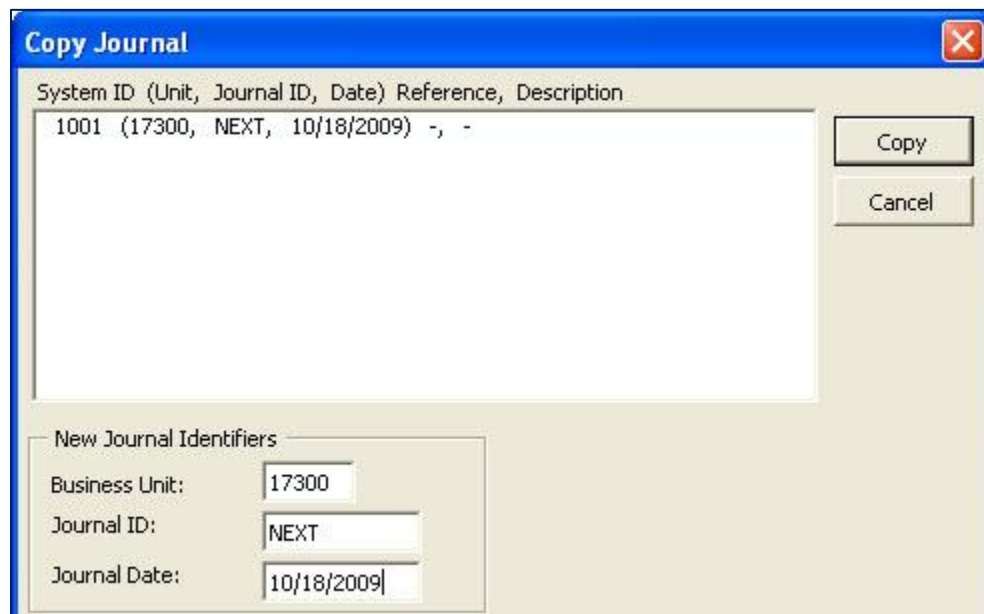 Copy Journal
System ID (Unit, Journal ID, Date) Reference, Description
1001 (17300, NEXT, 10/18/2009) -, -
Copy
Cancel
New Journal Identifiers
Business Unit: 17300
Journal ID: NEXT
Journal Date: 10/18/2009